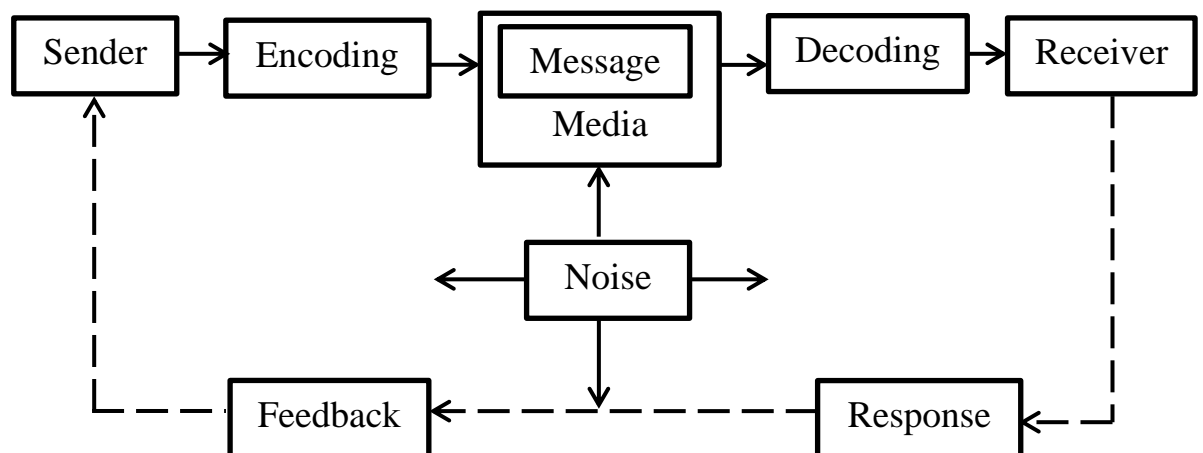 Sender
Encoding
Message
Media
Decoding
Receiver
Noise
Feedback
Response